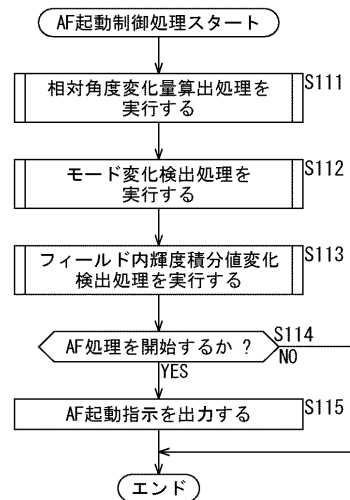 AF起動制御処理スタート
相対角度変化量算出処理を
実行する
S111
モード変化検出処理を
実行する
S112
フィールド内輝度積分値変化
検出処理を実行する
S113
AF処理を開始するか ?
S114
NO
YES
AF起動指示を出力する
S115
エンド